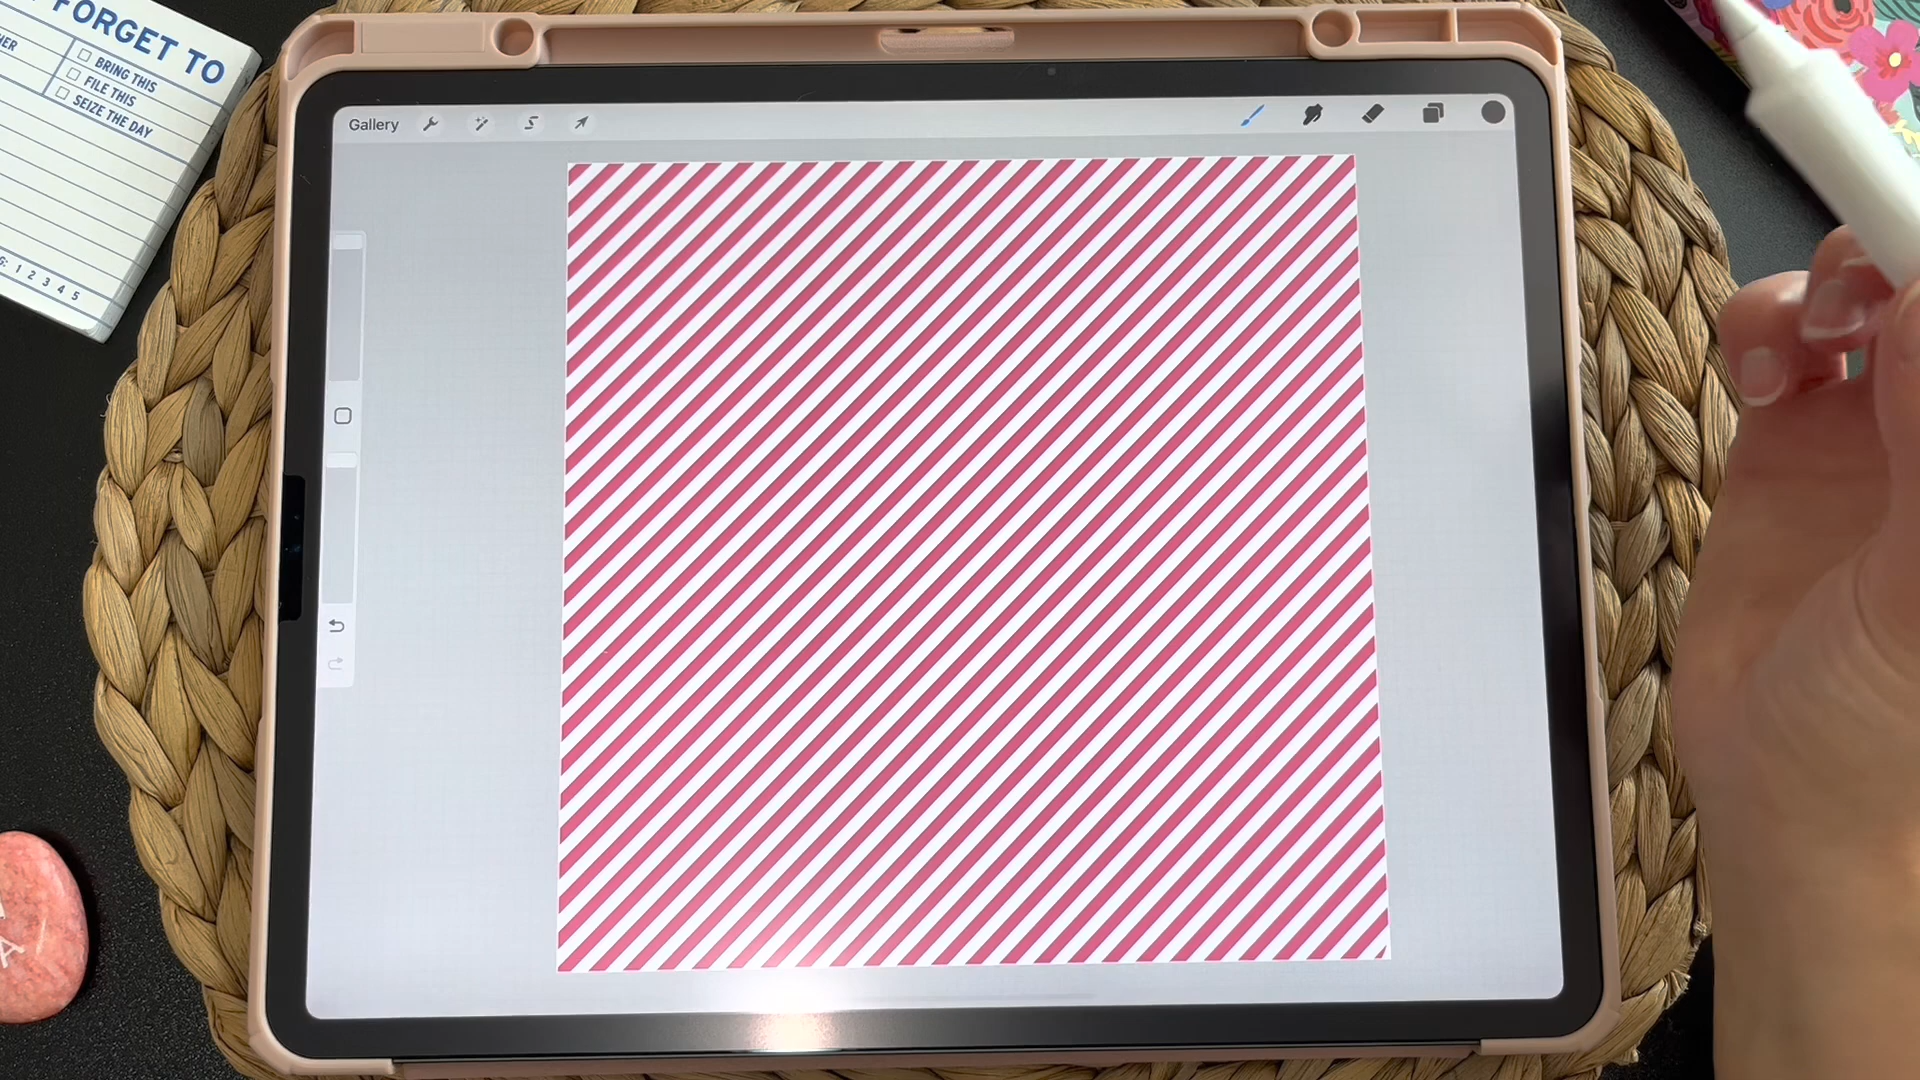 FORGET TO
BRING THIS
FILE THIS
SEIZE THE DAY
1 2 3 4 5
Gallery
A